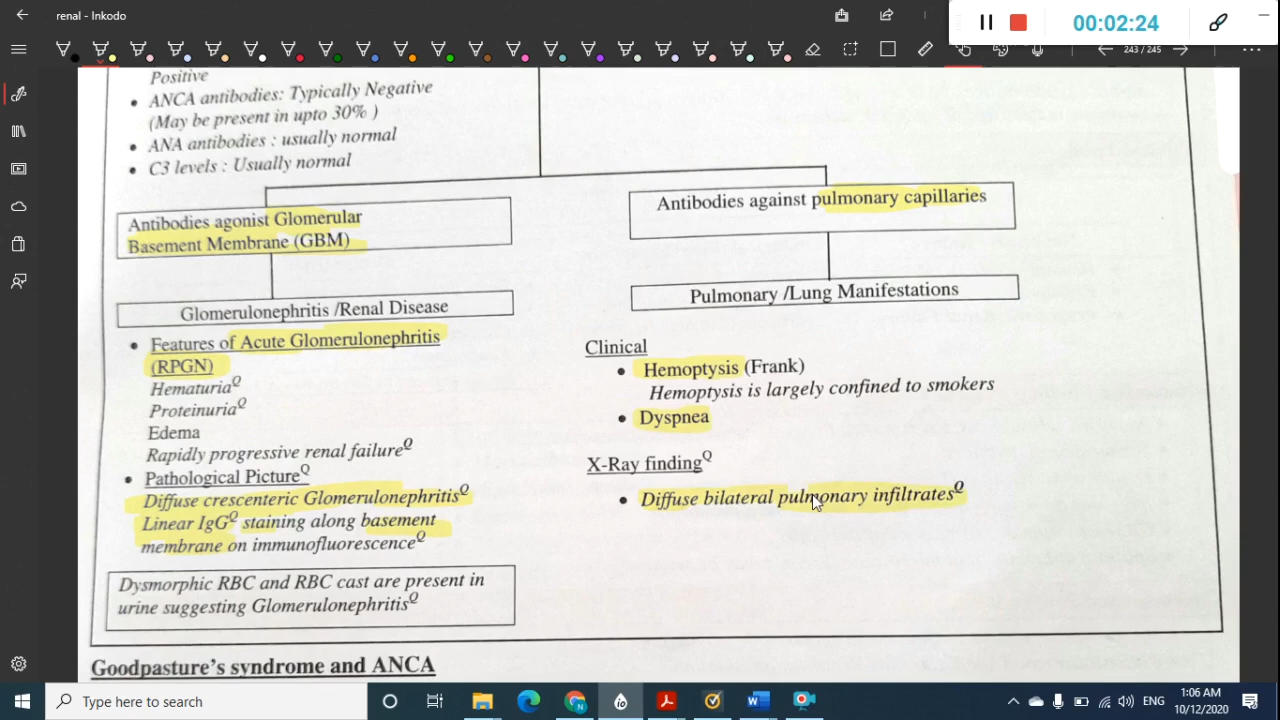 renal - Inkodo
00:02:24
243 / 245
Positive
• ANCA antibodies: Typically Negative
(May be present in upto 30% )
• ANA antibodies : usually normal
• C3 levels : Usually normal
Antibodies agonist Glomerular
Basement Membrane (GBM)
Glomerulonephritis /Renal Disease
• Features of Acute Glomerulonephritis
(RPGN)
Hematuria^Q
Proteinuria^Q
Edema
Rapidly progressive renal failure^Q
• Pathological Picture^Q
Diffuse crescenteric Glomerulonephritis^Q
Linear IgG^Q staining along basement
membrane on immunofluorescence^Q
Dysmorphic RBC and RBC cast are present in
urine suggesting Glomerulonephritis^Q
Antibodies against pulmonary capillaries
Pulmonary /Lung Manifestations
Clinical
• Hemoptysis (Frank)
Hemoptysis is largely confined to smokers
• Dyspnea
X-Ray finding^Q
• Diffuse bilateral pulmonary infiltrates^Q
Goodpasture's syndrome and ANCA
Type here to search
ENG
1:06 AM
10/12/2020